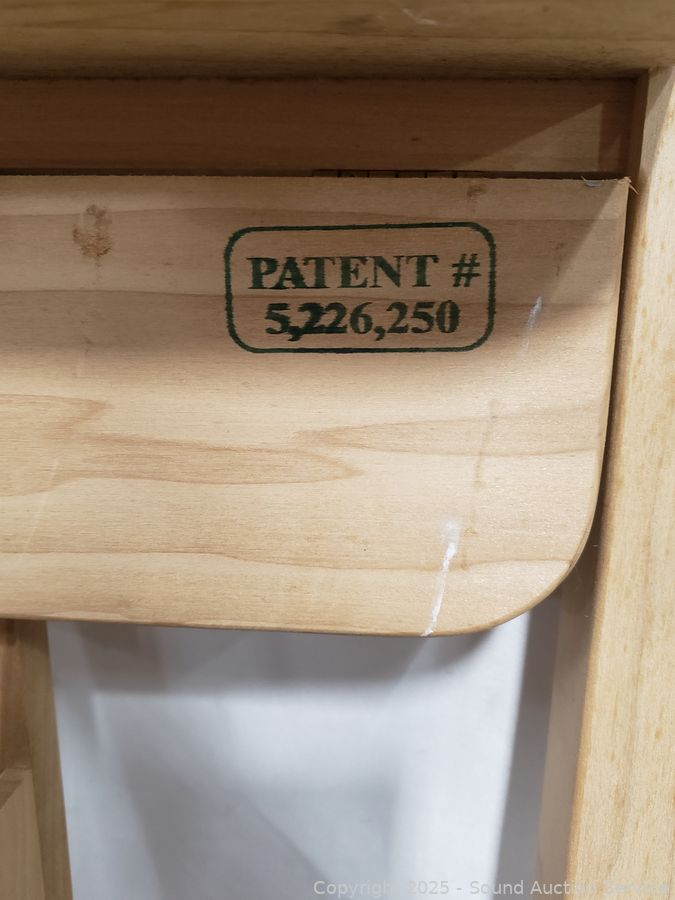 PATENT #
5,226,250
Copyright 2025 - Sound Auction Service